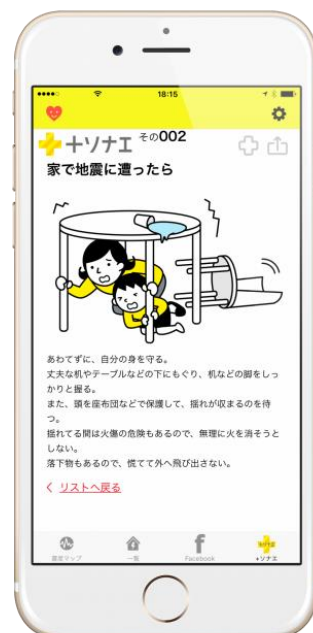 18:15
+ソナエ その002
家で地震に遭ったら
あわてずに、自分の身を守る。
丈夫な机やテーブルなどの下にもぐり、机などの脚をしっ
かりと握る。
また、頭を座布団などで保護して、揺れが収まるのを待
つ。
揺れてる間は火傷の危険もあるので、無理に火を消そうと
しない。
落下物もあるので、慌てて外へ飛び出さない。
く リストへ戻る
一覧
Facebook
+ソナエ